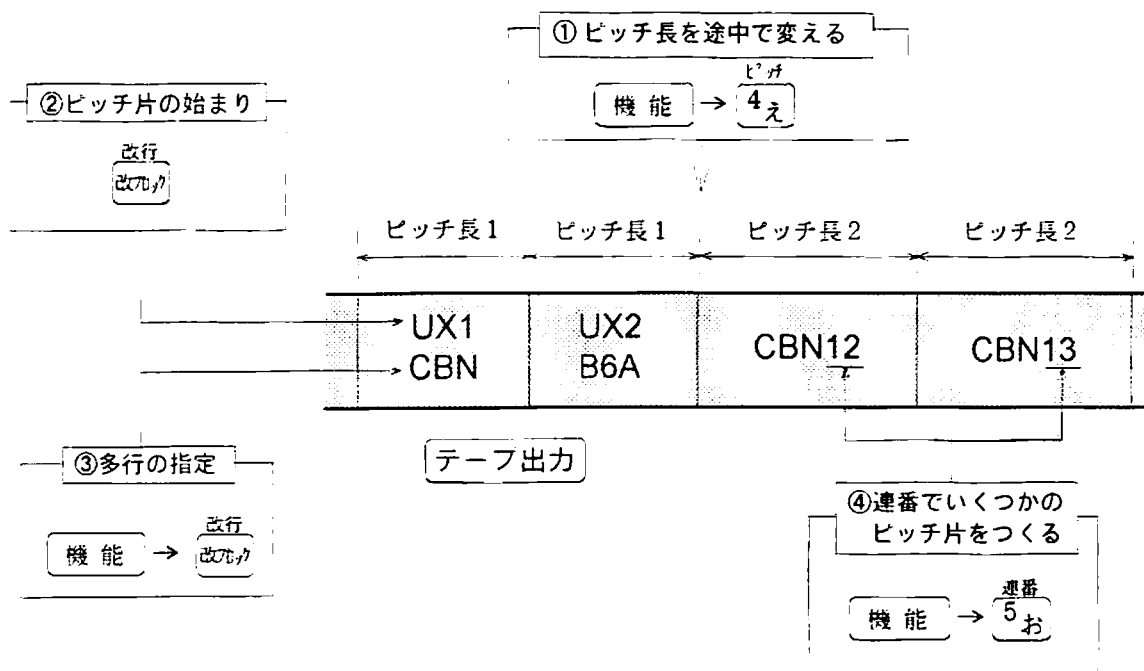 ①ピッチ長を途中で変える
ピッチ
機能 → 4え
②ピッチ片の始まり
改行
改ブロック
ピッチ長1 ピッチ長1 ピッチ長2 ピッチ長2
UX1 UX2
CBN12 CBN13
CBN B6A
テープ出力
③多行の指定
改行
機能 → 改ブロック
④連番でいくつかの
ピッチ片をつくる
連番
機能 → 5お